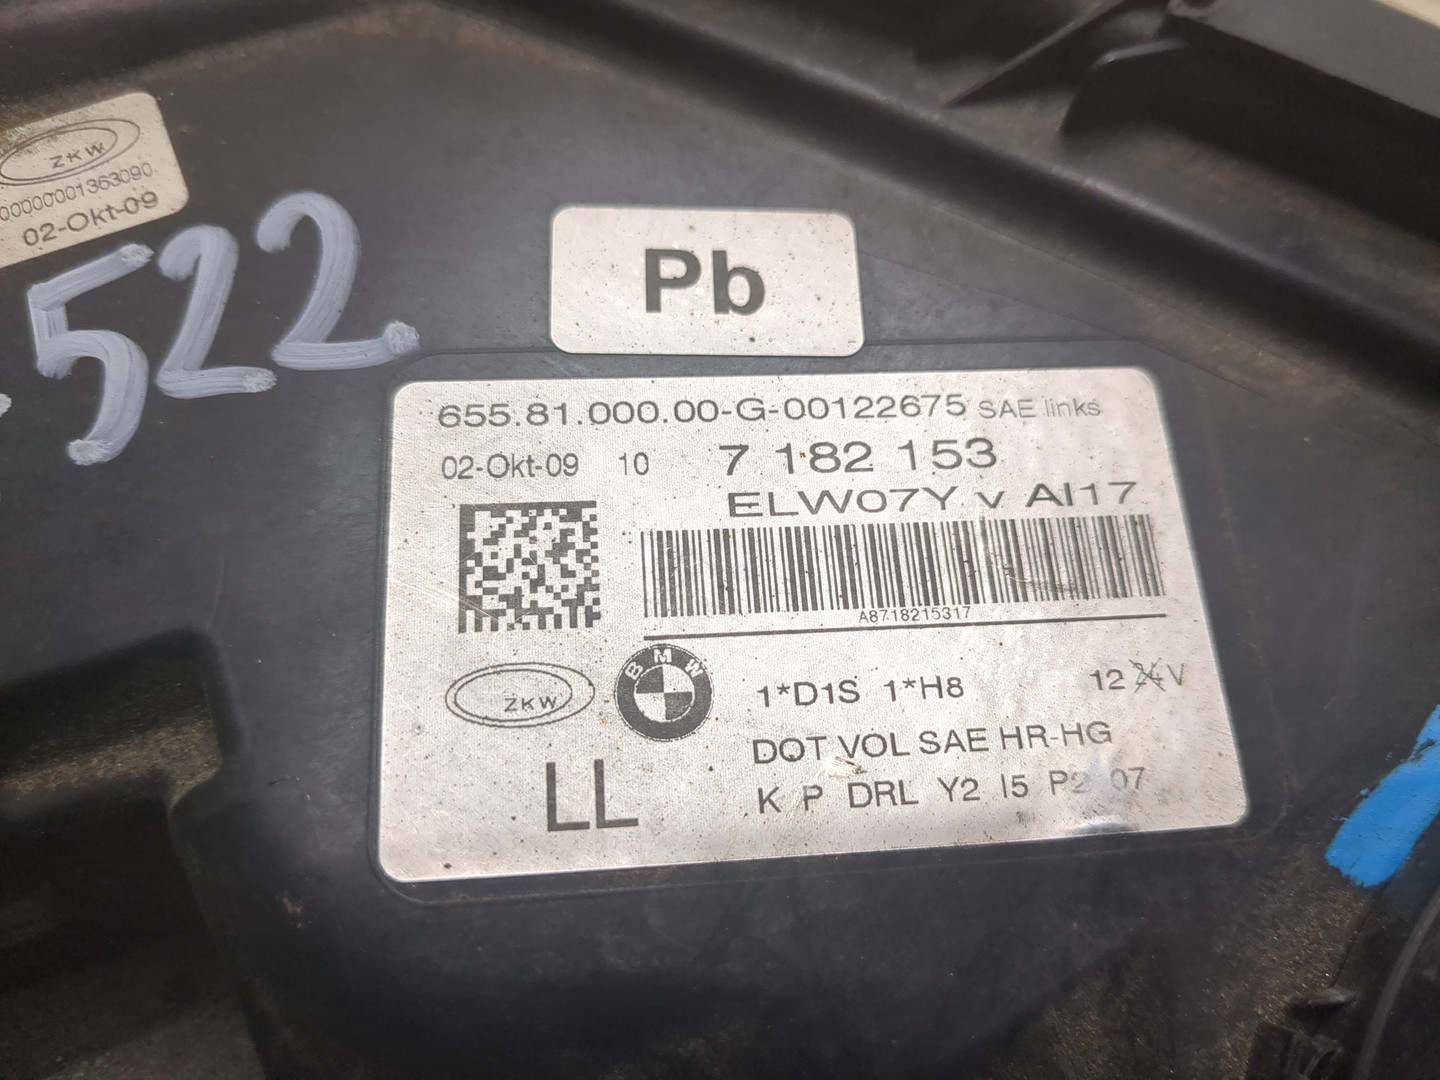 ZKW
00000001363090
02-Okt-09
522
Pb
655.81.000.00-G-00122675 SAE links
02-Okt-09 10 7 182 153
ELW07Y v AI17
A8718215317
ZKW
BMW
1*D1S 1*H8 12 24 V
DOT VOL SAE HR-HG
LL
K P DRL Y2 I5 P2 07